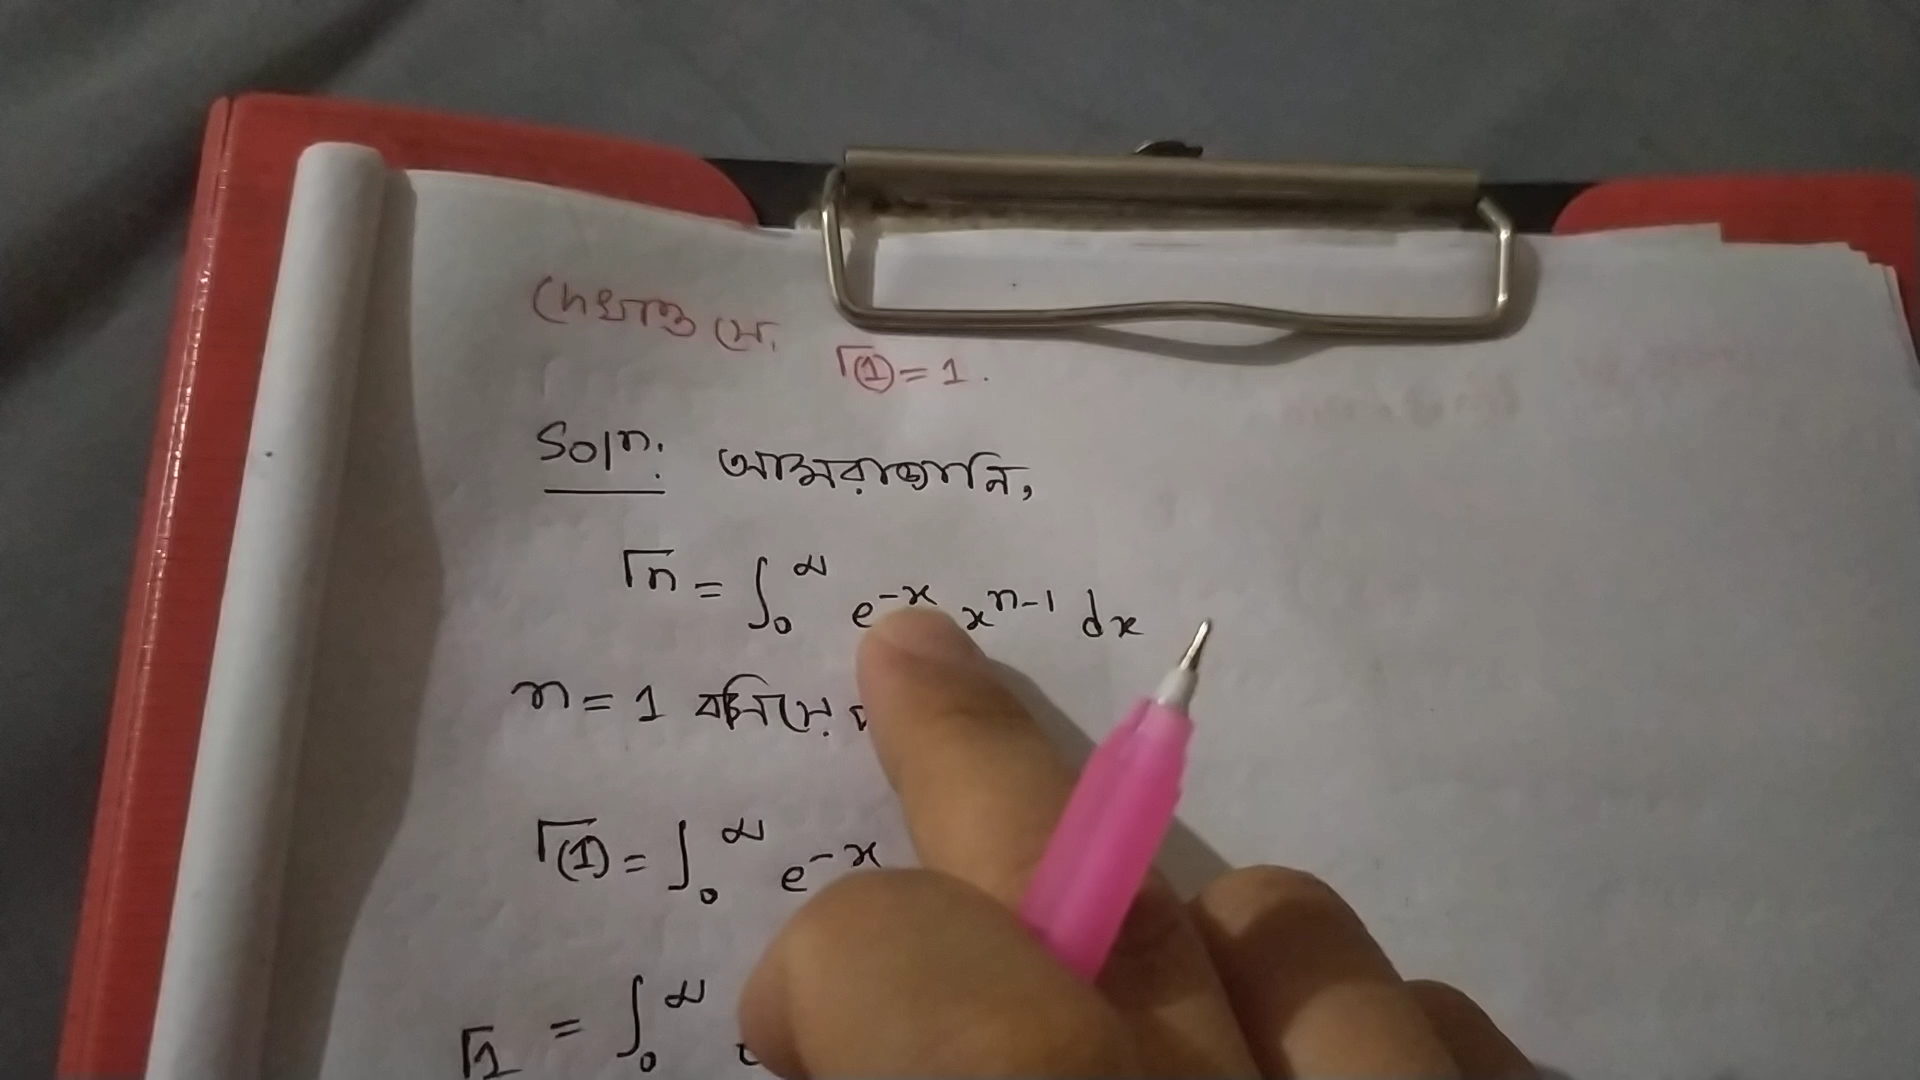 দেখাও যে,
Γ(1) = 1.
Soln: আমরা জানি,
Γn = ∫₀^∞ e^-x x^n-1 dx
n = 1 বসিয়ে
Γ(1) = ∫₀^∞ e^-x
Γ1 = ∫₀^∞